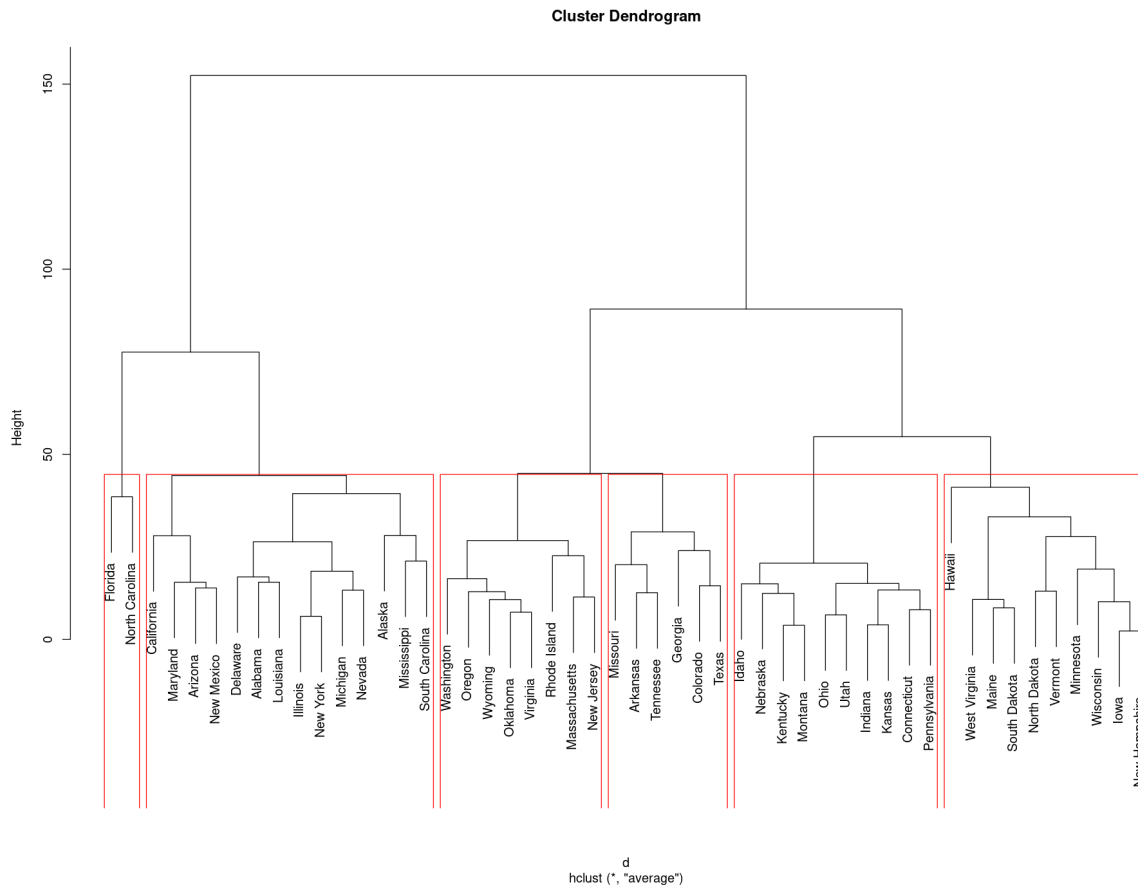 Cluster Dendrogram
Height
150
100
50
0
Florida
North Carolina
California
Maryland
Arizona
New Mexico
Delaware
Alabama
Louisiana
Illinois
New York
Michigan
Nevada
Alaska
Mississippi
South Carolina
Washington
Oregon
Wyoming
Oklahoma
Virginia
Rhode Island
Massachusetts
New Jersey
Missouri
Arkansas
Tennessee
Georgia
Colorado
Texas
Idaho
Nebraska
Kentucky
Montana
Ohio
Utah
Indiana
Kansas
Connecticut
Pennsylvania
Hawaii
West Virginia
Maine
South Dakota
North Dakota
Vermont
Minnesota
Wisconsin
Iowa
New Hampshire
d
hclust (*, "average")